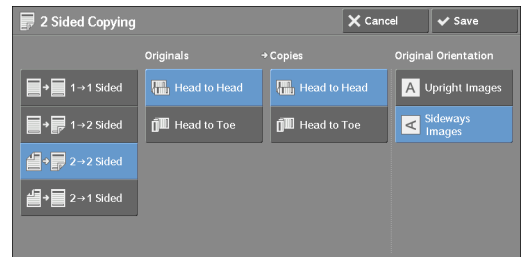 2 Sided Copying
Cancel
Save
Originals
→ Copies
Original Orientation
1→1 Sided
Head to Head
Head to Head
A Upright Images
1→2 Sided
Head to Toe
Head to Toe
A Sideways
Images
2→2 Sided
2→1 Sided